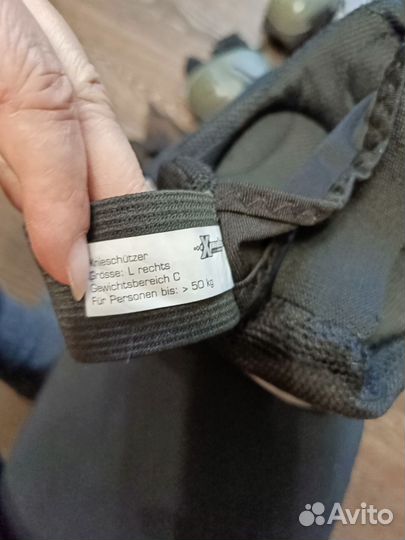 Knieschützer
Grösse: L rechts
Gewichtsbereich C
Für Personen bis: > 50 kg
Avito